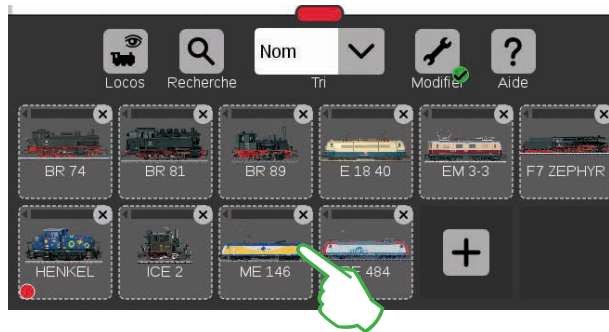 Nom
Locos Recherche Tri Modifier Aide
BR 74 BR 81 BR 89 E 18 40 EM 3-3 F7 ZEPHYR
HENKEL ICE 2 ME 146 484